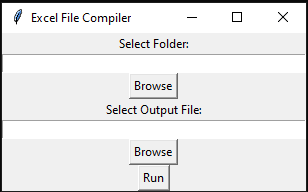 Excel File Compiler
Select Folder:
Browse
Select Output File:
Browse
Run